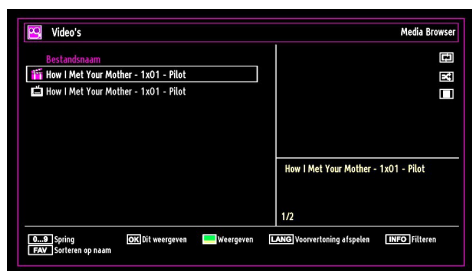 Video's
Media Browser
Bestandsnaam
How I Met Your Mother - 1x01 - Pilot
How I Met Your Mother - 1x01 - Pilot
How I Met Your Mother - 1x01 - Pilot
1/2
0...9 Spring OK Dit weergeven Weergeven LANG Voorvertoning afspelen INFO Filteren
FAV Sorteren op naam